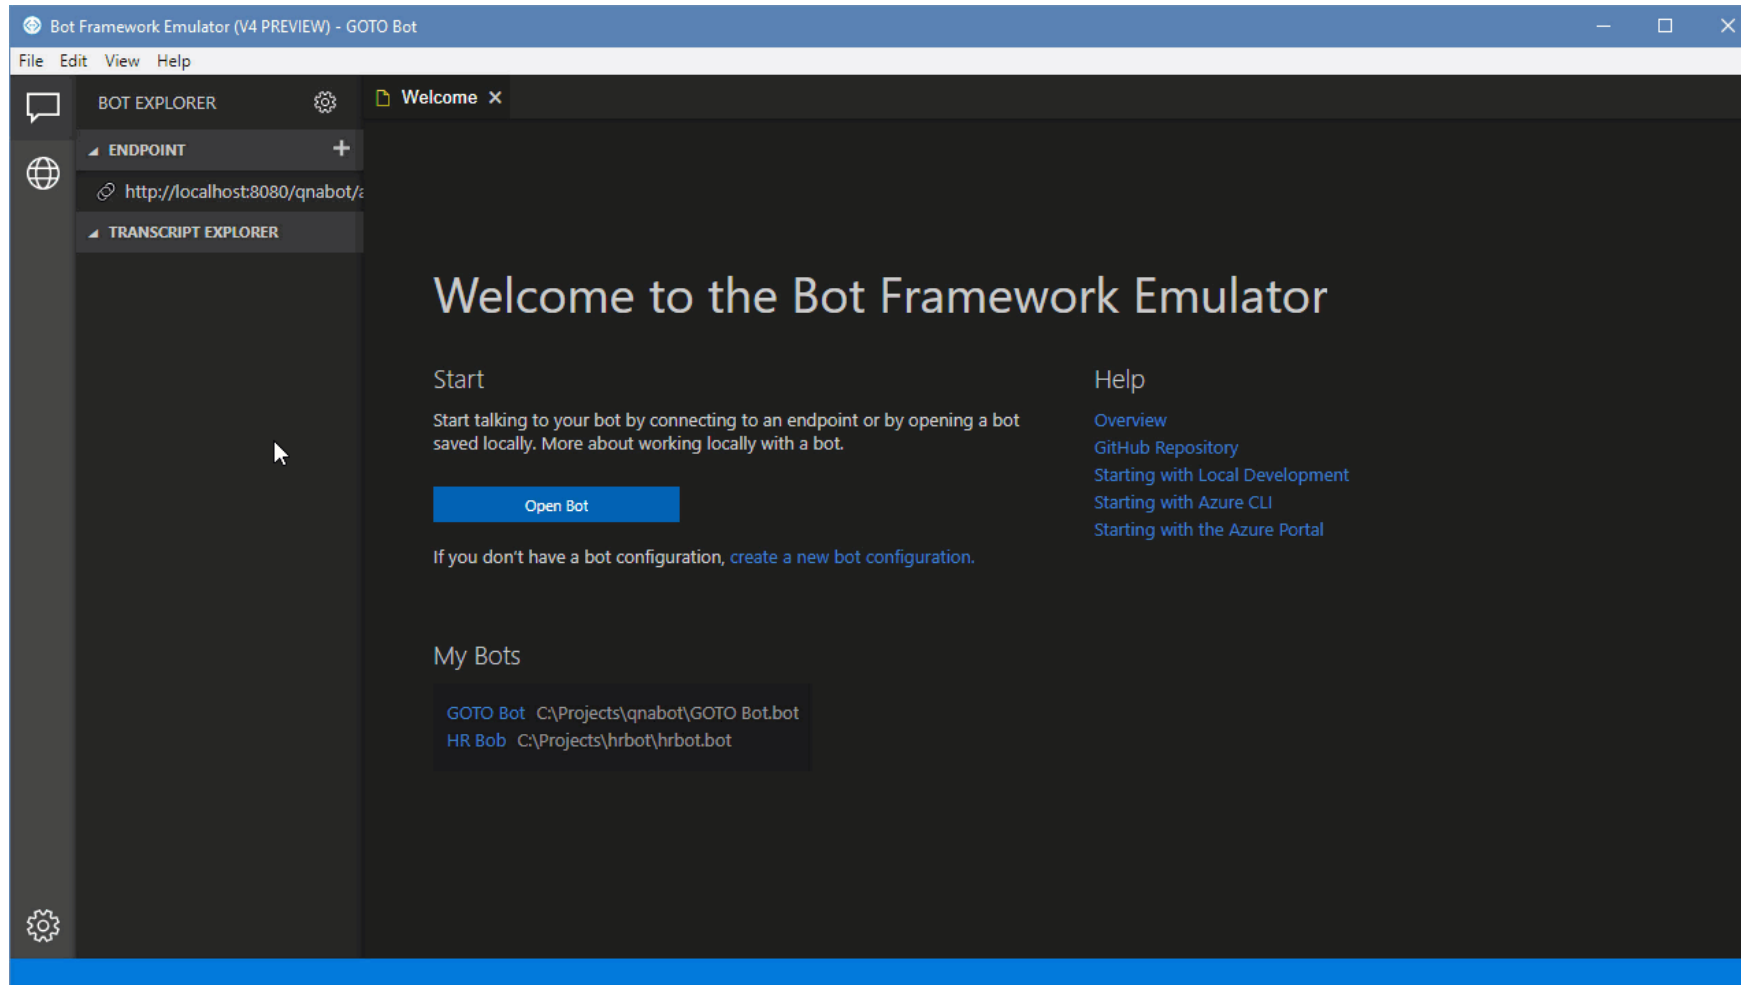 Bot Framework Emulator (V4 PREVIEW) - GOTO Bot
File Edit View Help
BOT EXPLORER
Welcome
ENDPOINT
http://localhost:8080/qnabot/
TRANSCRIPT EXPLORER
Welcome to the Bot Framework Emulator
Start
Start talking to your bot by connecting to an endpoint or by opening a bot
saved locally. More about working locally with a bot.
Open Bot
If you don't have a bot configuration, create a new bot configuration.
Help
Overview
GitHub Repository
Starting with Local Development
Starting with Azure CLI
Starting with the Azure Portal
My Bots
GOTO Bot C:\Projects\qnabot\GOTO Bot.bot
HR Bob C:\Projects\hrbot\hrbot.bot